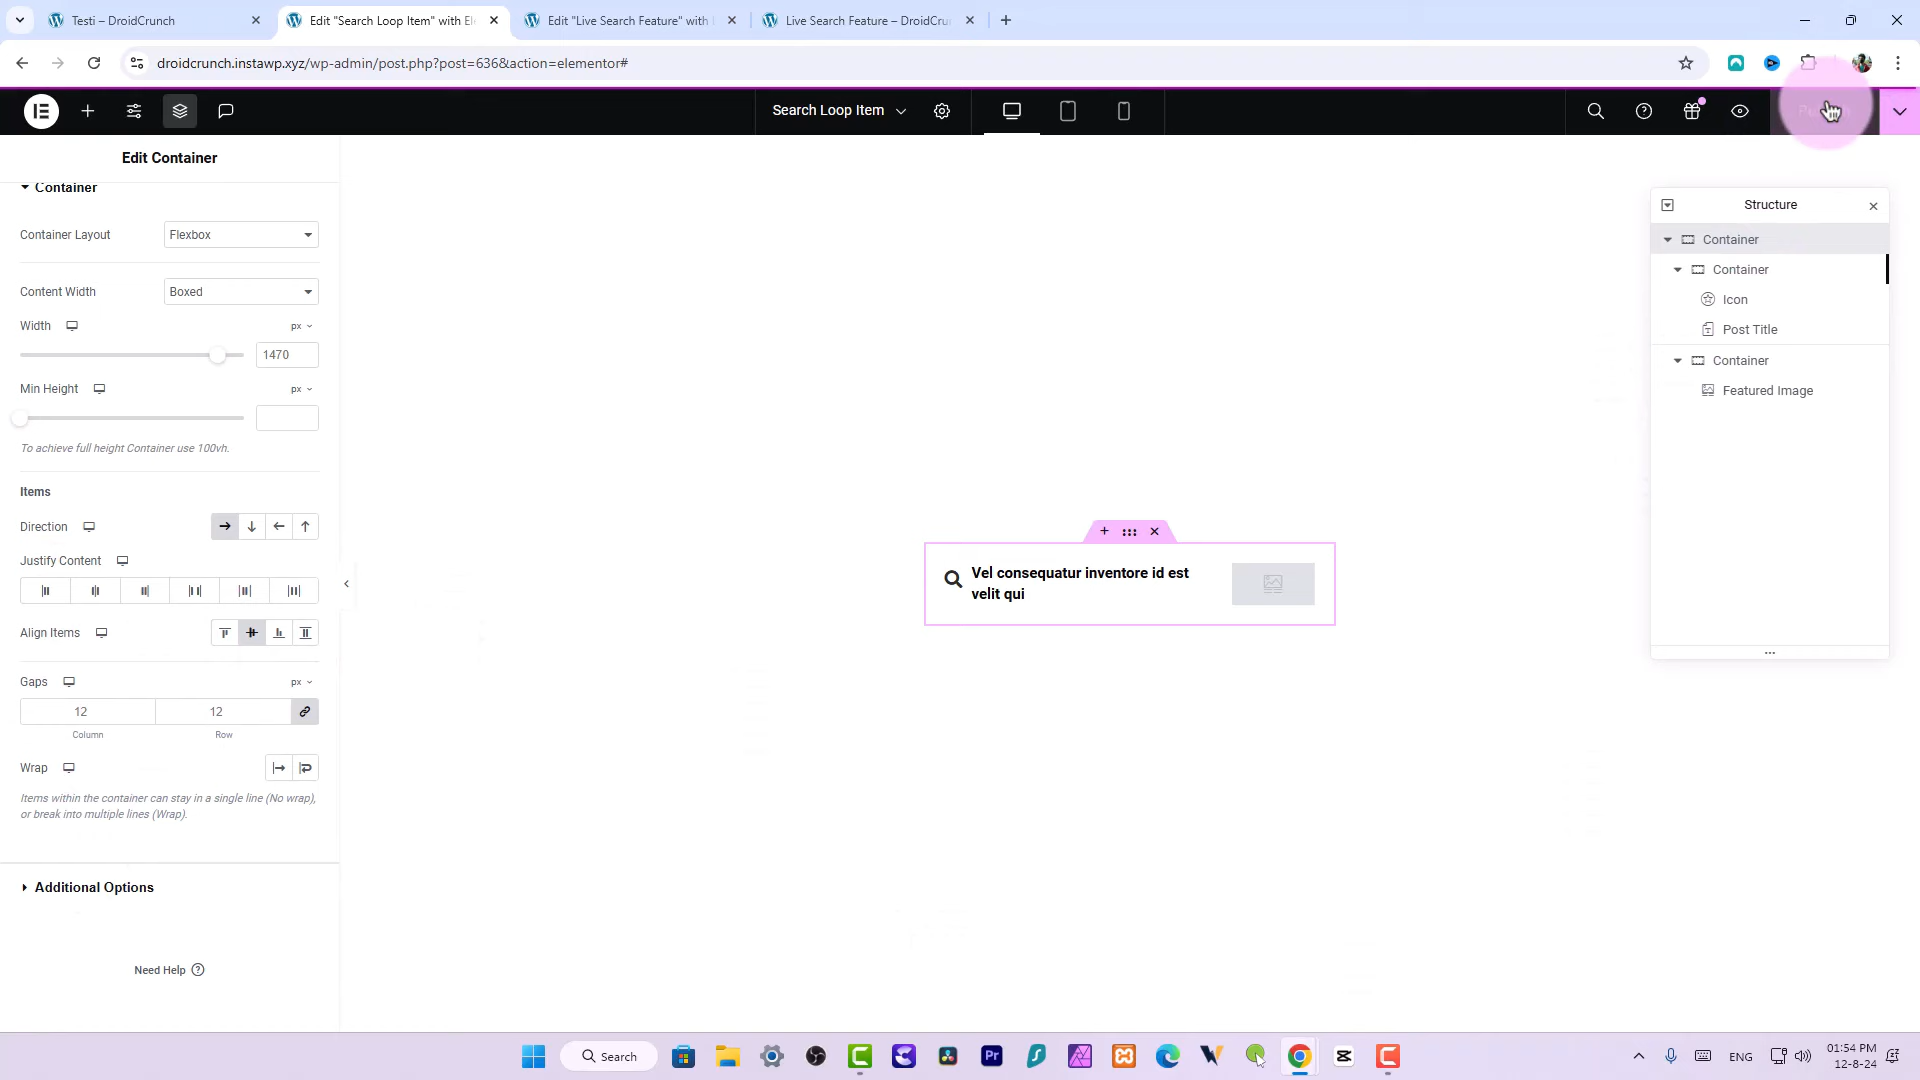 Testi – DroidCrunch
Edit "Search Loop Item" with El
Edit "Live Search Feature" with
Live Search Feature – DroidCru
droidcrunch.instawp.xyz/wp-admin/post.php?post=636&action=elementor#
Search Loop Item
Edit Container
Structure
Container
Container Layout
Flexbox
Container
Container
Content Width
Boxed
Icon
Width
px
Post Title
1470
Container
Min Height
px
Featured Image
To achieve full height Container use 100vh.
Items
Direction
Justify Content
Vel consequatur inventore id est
velit qui
Align Items
Gaps
px
12
12
Column
Row
Wrap
Items within the container can stay in a single line (No wrap),
or break into multiple lines (Wrap).
Additional Options
Need Help
Search
Pr
ENG
01:54 PM
12-8-24